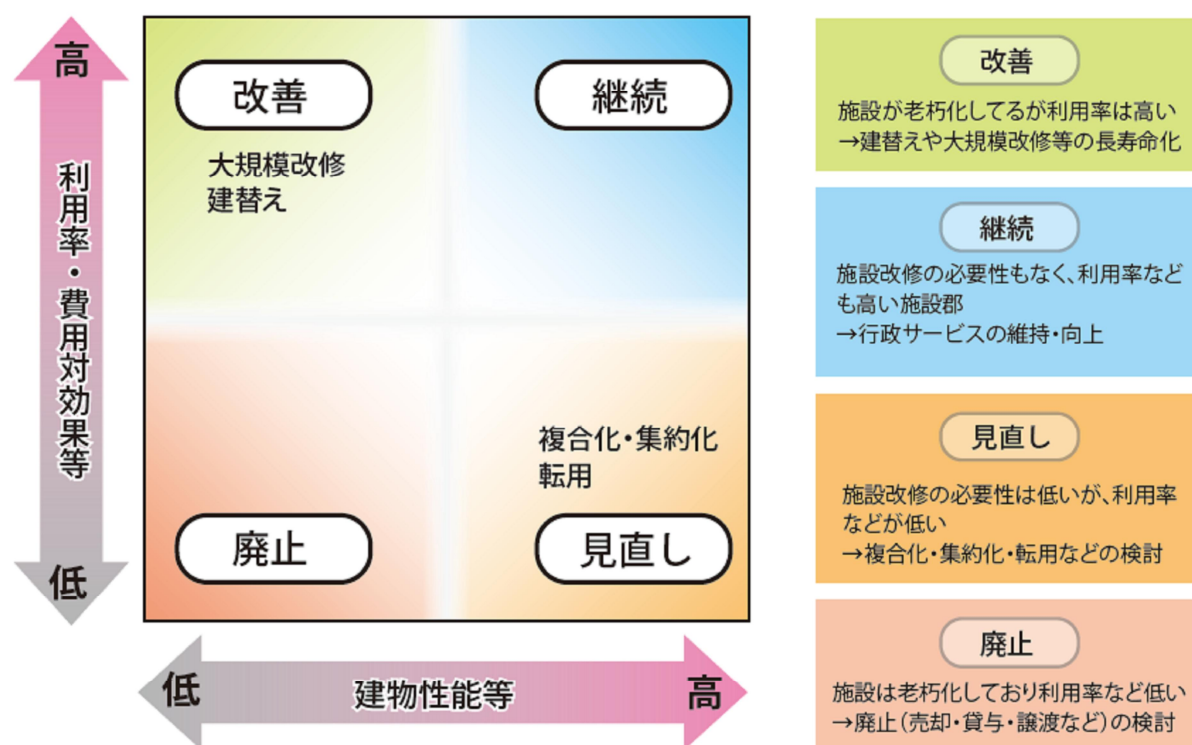 高
利用率・費用対効果等
低
改善
大規模改修
建替え
継続
複合化・集約化
転用
廃止
見直し
低
建物性能等
高
改善
施設が老朽化してるが利用率は高い
→建替えや大規模改修等の長寿命化
継続
施設改修の必要性もなく、利用率など
も高い施設郡
→行政サービスの維持・向上
見直し
施設改修の必要性は低いが、利用率
などが低い
→複合化・集約化・転用などの検討
廃止
施設は老朽化しており利用率など低い
→廃止（売却・貸与・譲渡など）の検討